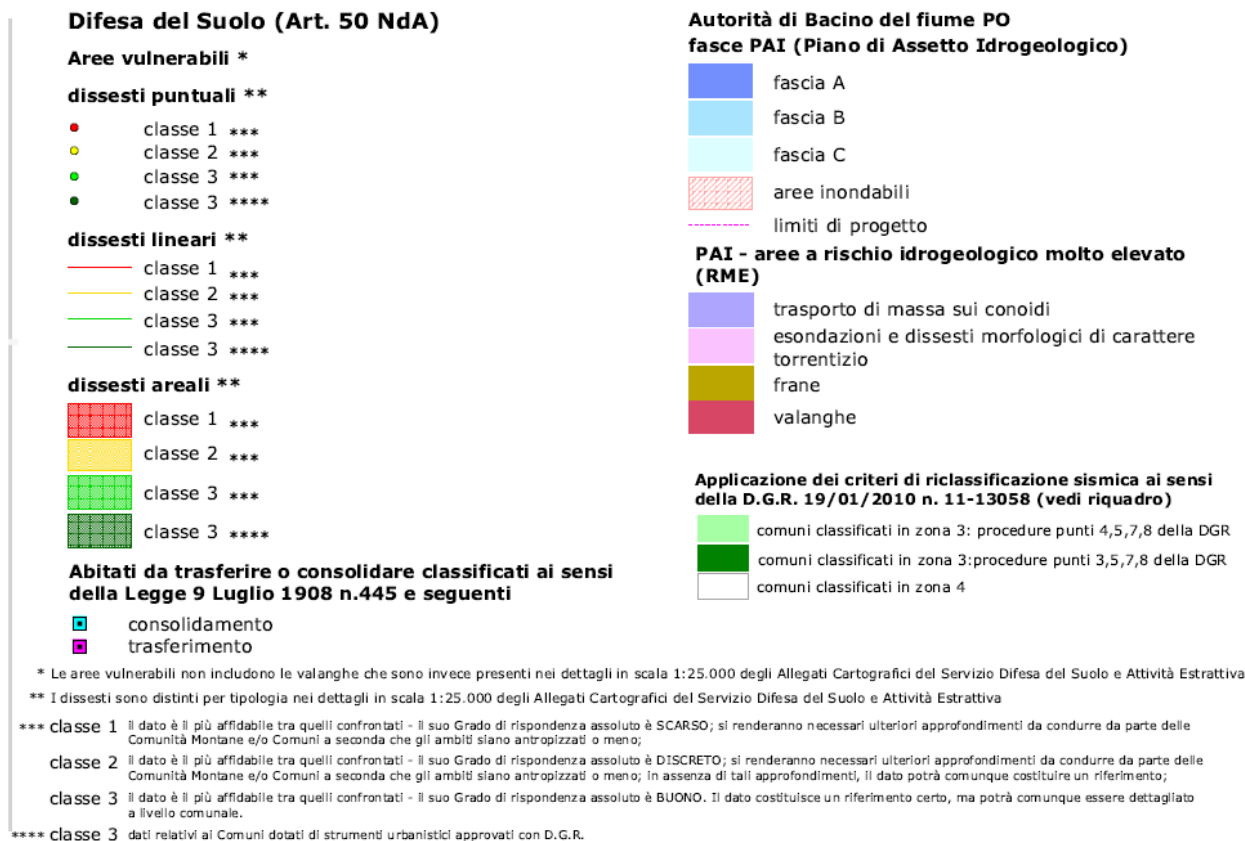 Difesa del Suolo (Art. 50 NdA)
Aree vulnerabili *
dissesti puntuali **
classe 1 ***
classe 2 ***
classe 3 ***
classe 3 ****
dissesti lineari **
classe 1 ***
classe 2 ***
classe 3 ***
classe 3 ****
dissesti areali **
classe 1 ***
classe 2 ***
classe 3 ***
classe 3 ****
Abitati da trasferire o consolidare classificati ai sensi
della Legge 9 Luglio 1908 n.445 e seguenti
consolidamento
trasferimento
Autorità di Bacino del fiume PO
fasce PAI (Piano di Assetto Idrogeologico)
fascia A
fascia B
fascia C
aree inondabili
limiti di progetto
PAI - aree a rischio idrogeologico molto elevato
(RME)
trasporto di massa sui conoidi
esondazioni e dissesti morfologici di carattere
torrentizio
frane
valanghe
Applicazione dei criteri di riclassificazione sismica ai sensi
della D.G.R. 19/01/2010 n. 11-13058 (vedi riquadro)
comuni classificati in zona 3: procedure punti 4,5,7,8 della DGR
comuni classificati in zona 3:procedure punti 3,5,7,8 della DGR
comuni classificati in zona 4
* Le aree vulnerabili non includono le valanghe che sono invece presenti nei dettagli in scala 1:25.000 degli Allegati Cartografici del Servizio Difesa del Suolo e Attività Estrattiva
** I dissesti sono distinti per tipologia nei dettagli in scala 1:25.000 degli Allegati Cartografici del Servizio Difesa del Suolo e Attività Estrattiva
*** classe 1 il dato è il più affidabile tra quelli confrontati - il suo Grado di rispondenza assoluto è SCARSO; si renderanno necessari ulteriori approfondimenti da condurre da parte delle
Comunità Montane e/o Comuni a seconda che gli ambiti siano antropizzati o meno;
classe 2 il dato è il più affidabile tra quelli confrontati - il suo Grado di rispondenza assoluto è DISCRETO; si renderanno necessari ulteriori approfondimenti da condurre da parte delle
Comunità Montane e/o Comuni a seconda che gli ambiti siano antropizzati o meno; in assenza di tali approfondimenti, il dato potrà comunque costituire un riferimento;
classe 3 il dato è il più affidabile tra quelli confrontati - il suo Grado di rispondenza assoluto è BUONO. Il dato costituisce un riferimento certo, ma potrà comunque essere dettagliato
a livello comunale.
**** classe 3 dati relativi ai Comuni dotati di strumenti urbanistici approvati con D.G.R.